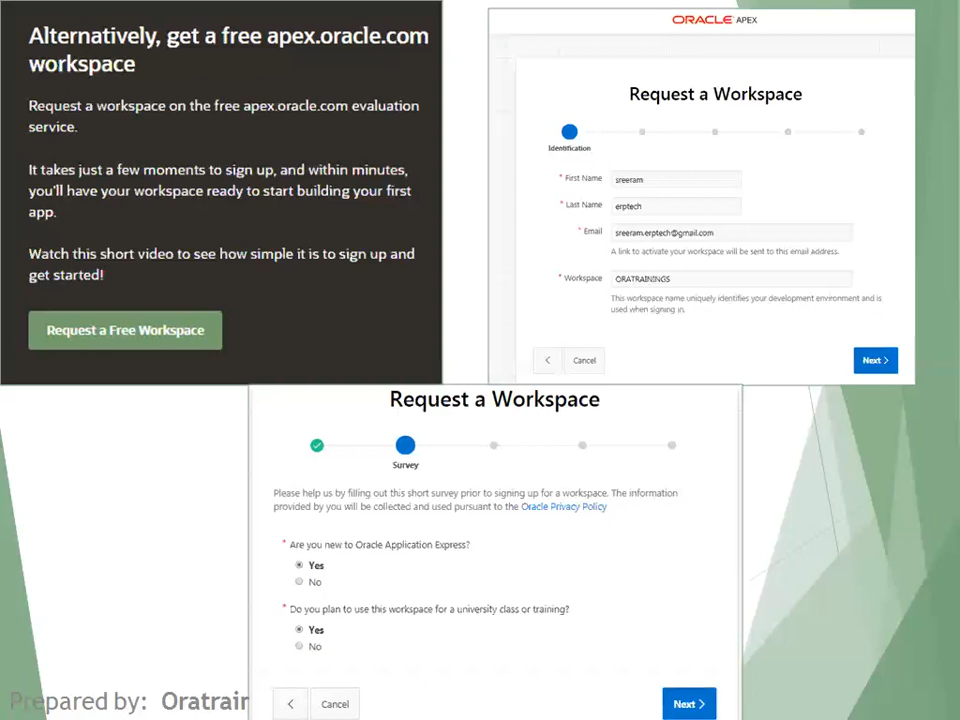 Alternatively, get a free apex.oracle.com
workspace
Request a workspace on the free apex.oracle.com evaluation
service.
It takes just a few moments to sign up, and within minutes,
you'll have your workspace ready to start building your first
app.
Watch this short video to see how simple it is to sign up and
get started!
Request a Free Workspace
ORACLE APEX
Request a Workspace
Identification
* First Name sreeram
* Last Name erptech
* Email sreeram.erptech@gmail.com
A link to activate your workspace will be sent to this email address.
* Workspace ORATRAININGS
This workspace name uniquely identifies your development environment and is
used when signing in.
< Cancel Next >
Request a Workspace
Survey
Please help us by filling out this short survey prior to signing up for a workspace. The information
provided by you will be collected and used pursuant to the Oracle Privacy Policy
* Are you new to Oracle Application Express?
Yes
No
* Do you plan to use this workspace for a university class or training?
Yes
No
< Cancel Next >
Prepared by: Oratrair